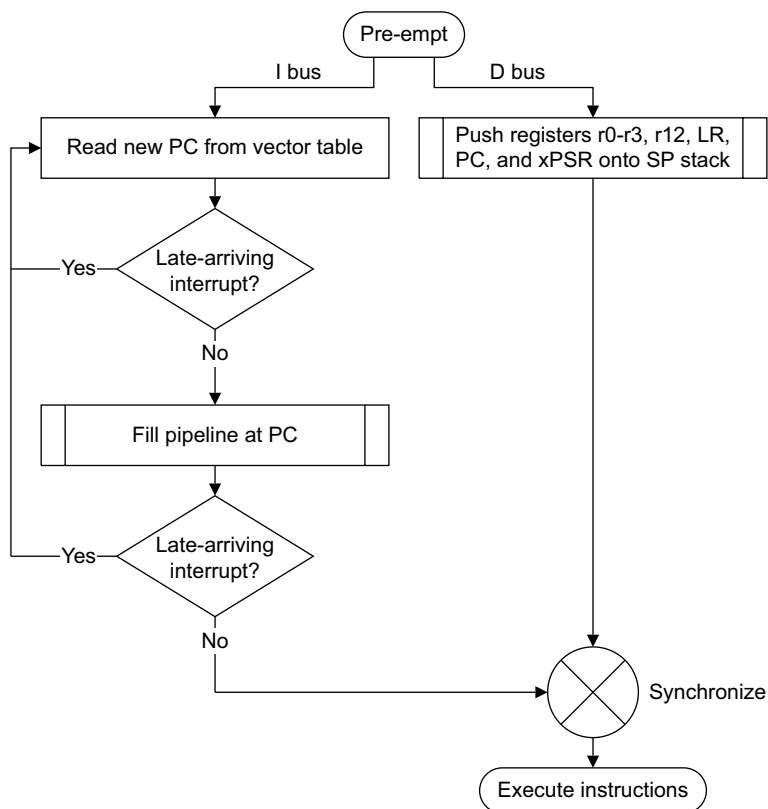 Pre-empt
I bus
D bus
Read new PC from vector table
Push registers r0-r3, r12, LR,
PC, and xPSR onto SP stack
Late-arriving
interrupt?
Yes
No
Fill pipeline at PC
Late-arriving
interrupt?
Yes
No
Synchronize
Execute instructions